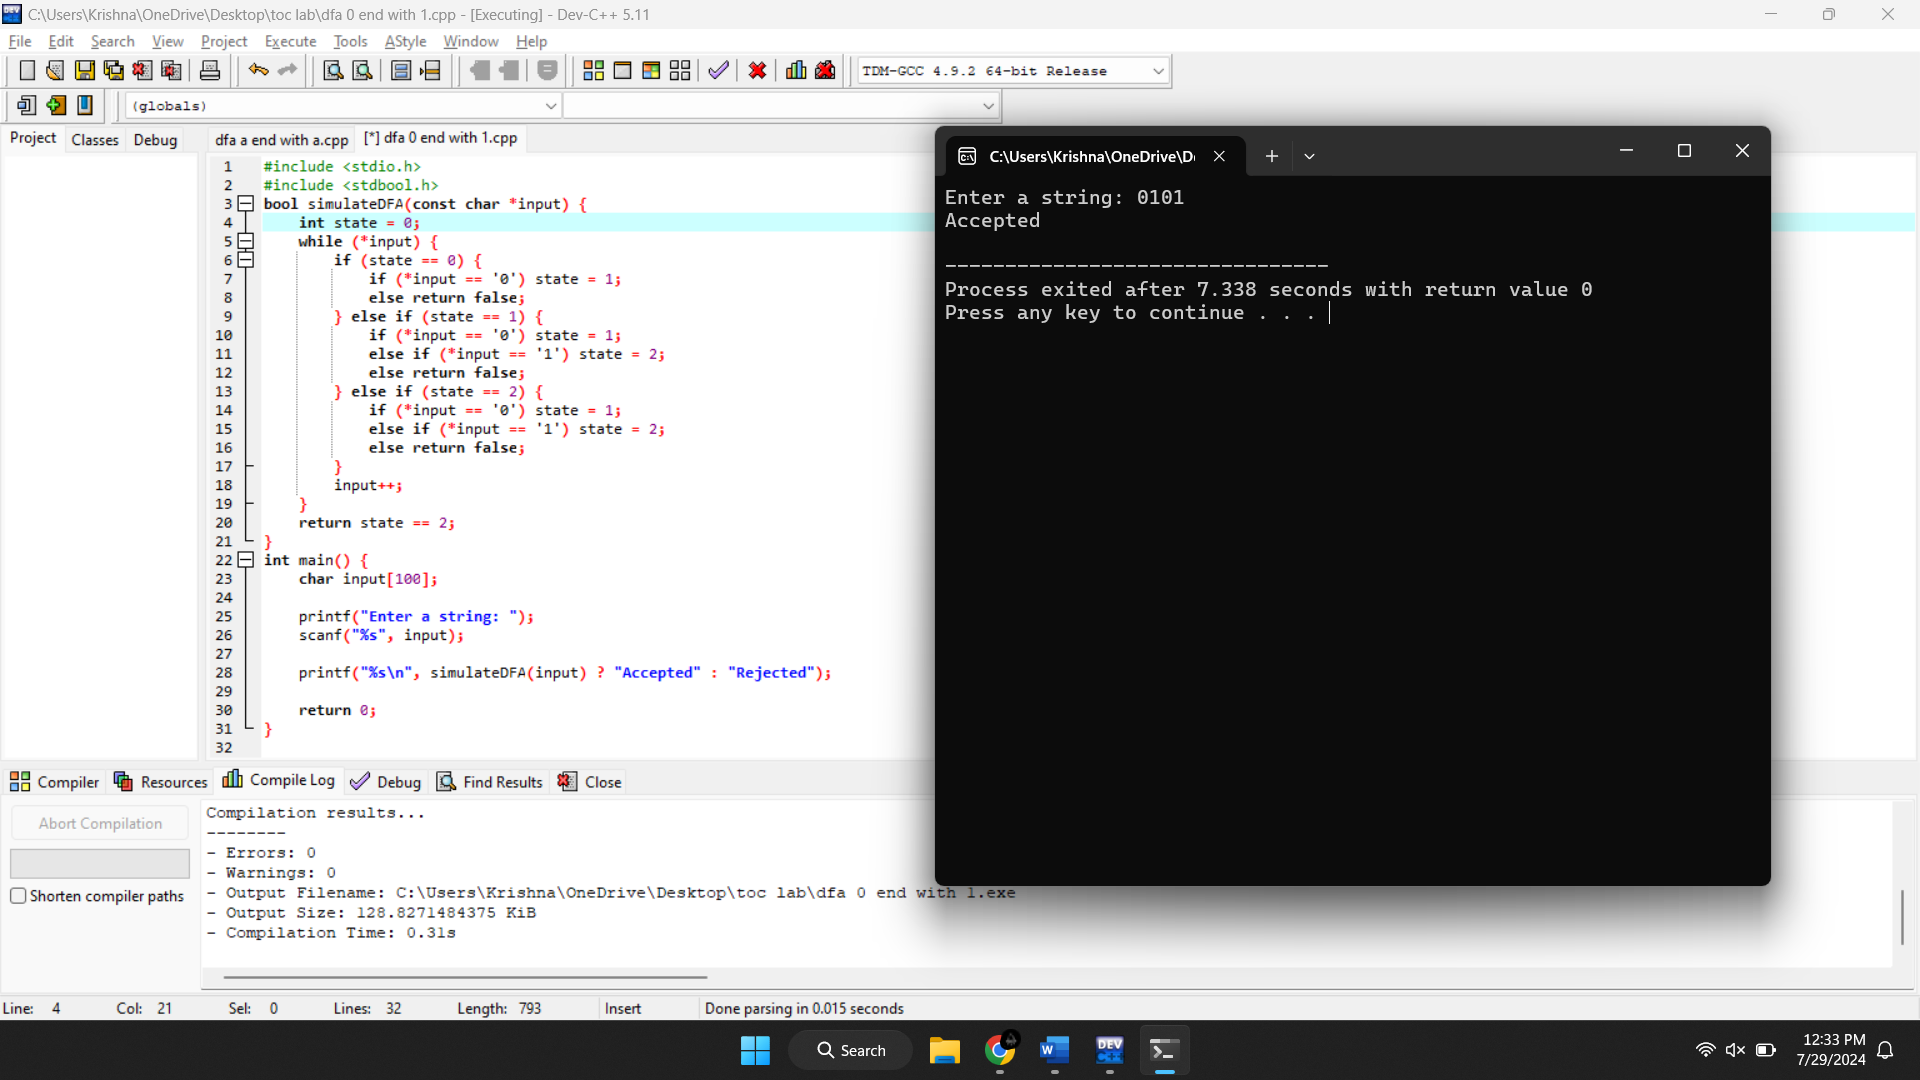 C:\Users\Krishna\OneDrive\Desktop\toc lab\dfa 0 end with 1.cpp - [Executing] - Dev-C++ 5.11
File Edit Search View Project Execute Tools AStyle Window Help
TDM-GCC 4.9.2 64-bit Release
(globals)
Project Classes Debug
dfa a end with a.cpp [*] dfa 0 end with 1.cpp
1 #include <stdio.h>
2 #include <stdbool.h>
3 bool simulateDFA(const char *input) {
4 int state = 0;
5 while (*input) {
6 if (state == 0) {
7 if (*input == '0') state = 1;
8 else return false;
9 } else if (state == 1) {
10 if (*input == '0') state = 1;
11 else if (*input == '1') state = 2;
12 else return false;
13 } else if (state == 2) {
14 if (*input == '0') state = 1;
15 else if (*input == '1') state = 2;
16 else return false;
17 }
18 input++;
19 }
20 return state == 2;
21 }
22 int main() {
23 char input[100];
24
25 printf("Enter a string: ");
26 scanf("%s", input);
27
28 printf("%s\n", simulateDFA(input) ? "Accepted" : "Rejected");
29
30 return 0;
31 }
32
C:\Users\Krishna\OneDrive\D
Enter a string: 0101
Accepted
--------------------------------
Process exited after 7.338 seconds with return value 0
Press any key to continue . . .
Compiler Resources Compile Log Debug Find Results Close
Abort Compilation
Shorten compiler paths
Compilation results...
--------
- Errors: 0
- Warnings: 0
- Output Filename: C:\Users\Krishna\OneDrive\Desktop\toc lab\dfa 0 end with 1.exe
- Output Size: 128.8271484375 KiB
- Compilation Time: 0.31s
Line: 4 Col: 21 Sel: 0 Lines: 32 Length: 793 Insert Done parsing in 0.015 seconds
Search
DEV
12:33 PM
7/29/2024